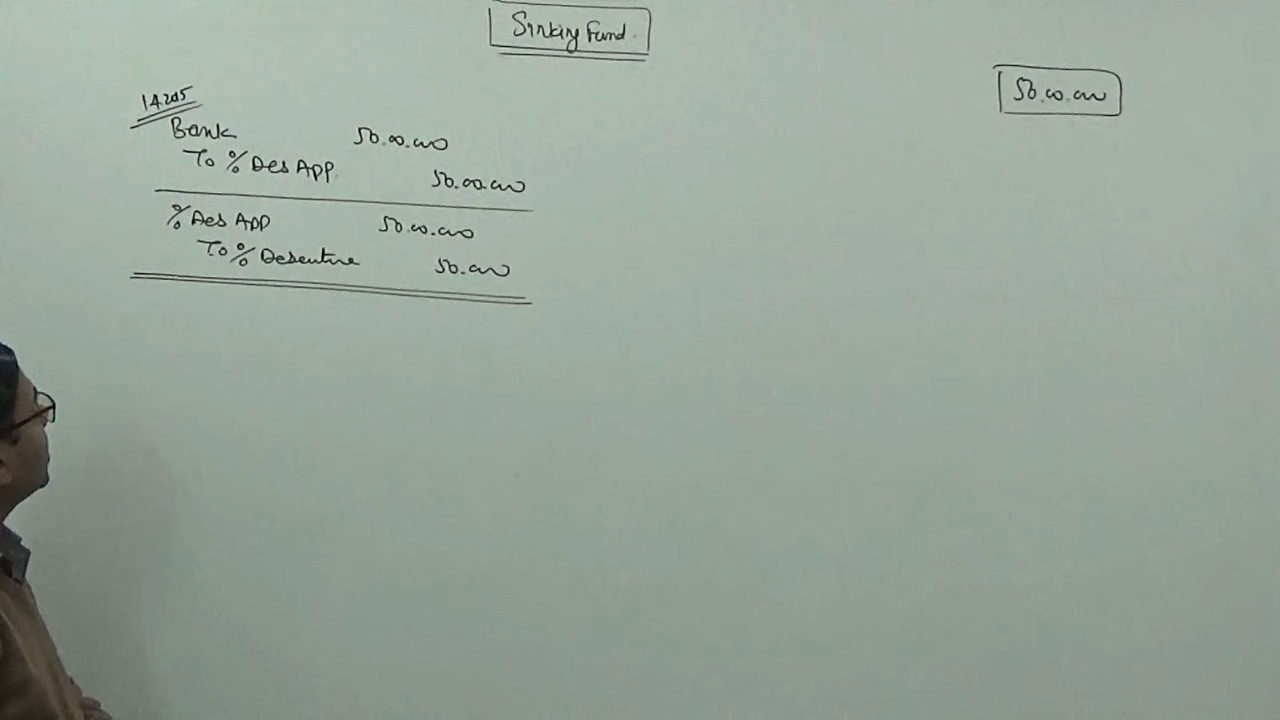 Sinking Fund.
50.00.000
1.4.2015
Bank 50.00.000
To % Deb App. 50.00.000
% Deb App 50.00.000
To % Debenture 50.000